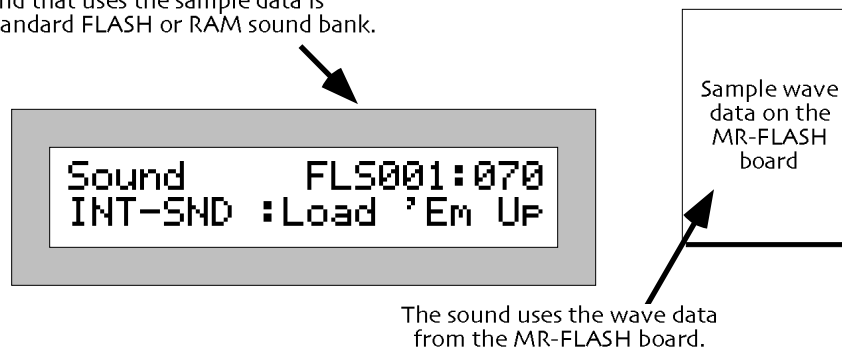 that uses the sample data is
FLASH or RAM sound bank.
Sample wave
data on the
MR-FLASH
board
Sound FLS001:070
INT-SND :Load 'Em Up
The sound uses the wave data
from the MR-FLASH board.